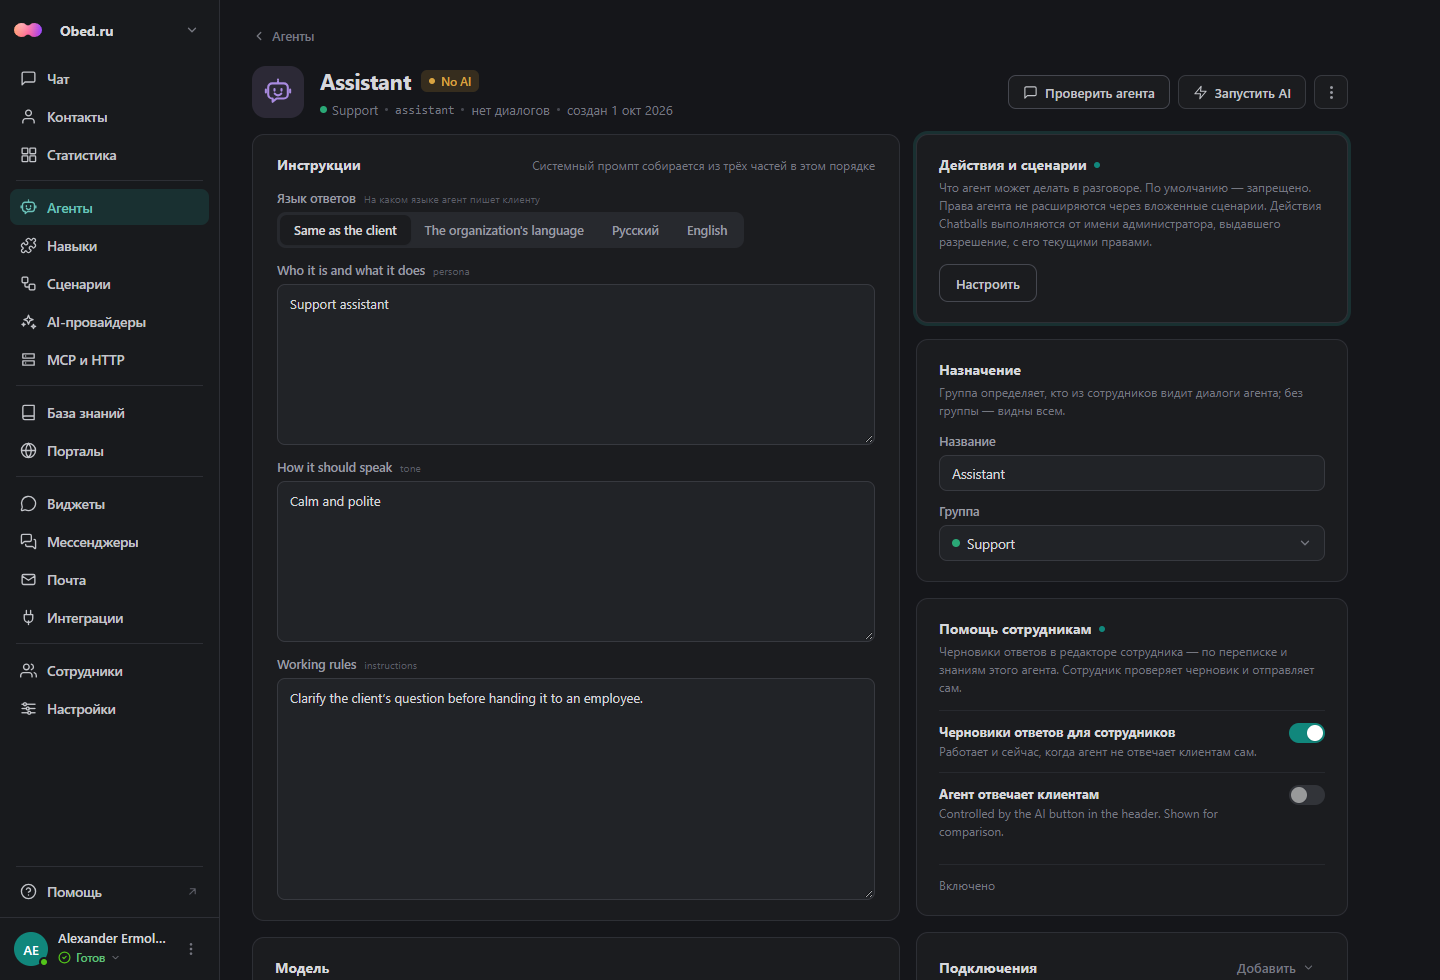 Obed.ru
Чат
Контакты
Статистика
Агенты
Навыки
Сценарии
AI-провайдеры
MCP и HTTP
База знаний
Порталы
Виджеты
Мессенджеры
Почта
Интеграции
Сотрудники
Настройки
Помощь
AE
Alexander Ermol...
Готов
Агенты
Assistant
No AI
Support • assistant • нет диалогов • создан 1 окт 2026
Проверить агента
Запустить AI
Инструкции
Системный промпт собирается из трёх частей в этом порядке
Язык ответов На каком языке агент пишет клиенту
Same as the client
The organization's language
Русский
English
Who it is and what it does persona
Support assistant
How it should speak tone
Calm and polite
Working rules instructions
Clarify the client's question before handing it to an employee.
Модель
Действия и сценарии
Что агент может делать в разговоре. По умолчанию — запрещено.
Права агента не расширяются через вложенные сценарии. Действия
Chatballs выполняются от имени администратора, выдавшего
разрешение, с его текущими правами.
Настроить
Назначение
Группа определяет, кто из сотрудников видит диалоги агента; без
группы — видны всем.
Название
Assistant
Группа
Support
Помощь сотрудникам
Черновики ответов в редакторе сотрудника — по переписке и
знаниям этого агента. Сотрудник проверяет черновик и отправляет
сам.
Черновики ответов для сотрудников
Работает и сейчас, когда агент не отвечает клиентам сам.
Агент отвечает клиентам
Controlled by the AI button in the header. Shown for
comparison.
Включено
Подключения
Добавить